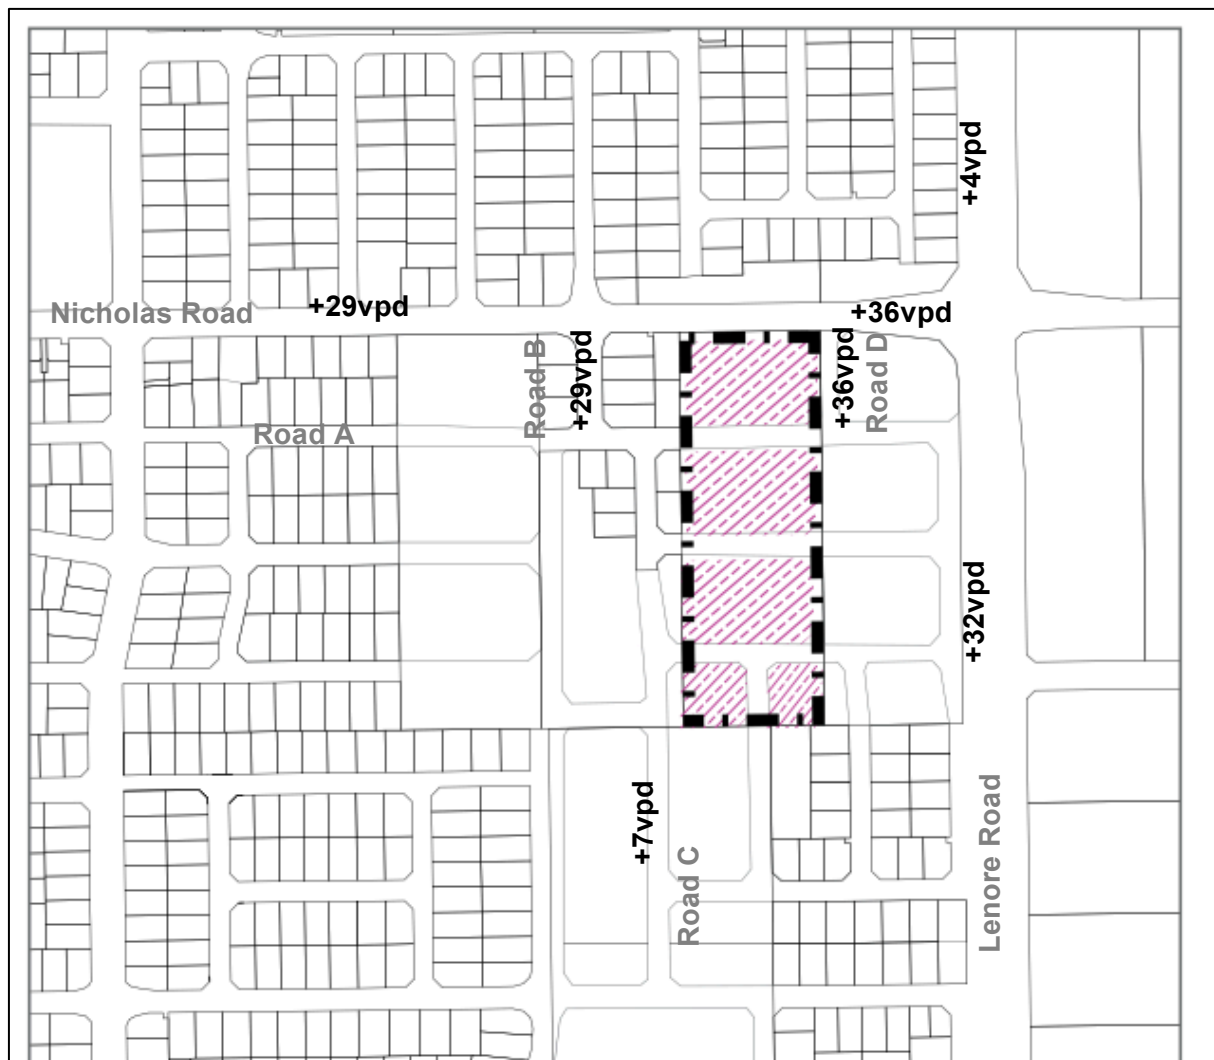 +4vpd
Nicholas Road
+29vpd
+36vpd
Road B
+29vpd
+36vpd
Road D
Road A
+32vpd
+7vpd
Road C
Lenore Road